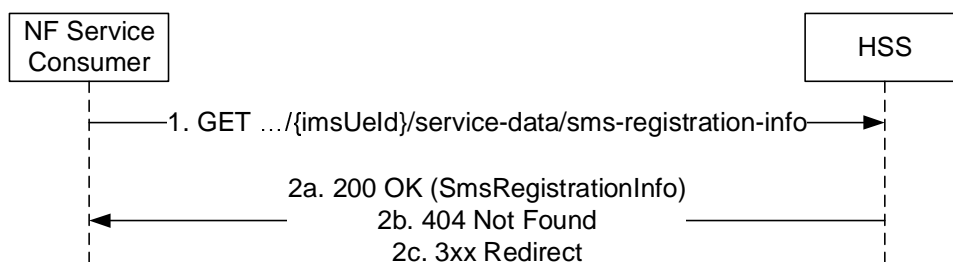 NF Service
Consumer
HSS
1. GET …/{imsUeId}/service-data/sms-registration-info
2a. 200 OK (SmsRegistrationInfo)
2b. 404 Not Found
2c. 3xx Redirect